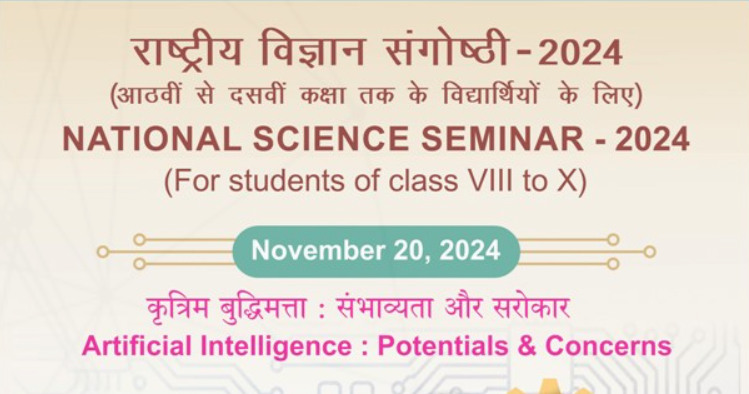 राष्ट्रीय विज्ञान संगोष्ठी-2024
(आठवीं से दसवीं कक्षा तक के विद्यार्थियों के लिए)
NATIONAL SCIENCE SEMINAR - 2024
(For students of class VIII to X)
November 20, 2024
कृत्रिम बुद्धिमत्ता : संभाव्यता और सरोकार
Artificial Intelligence : Potentials & Concerns